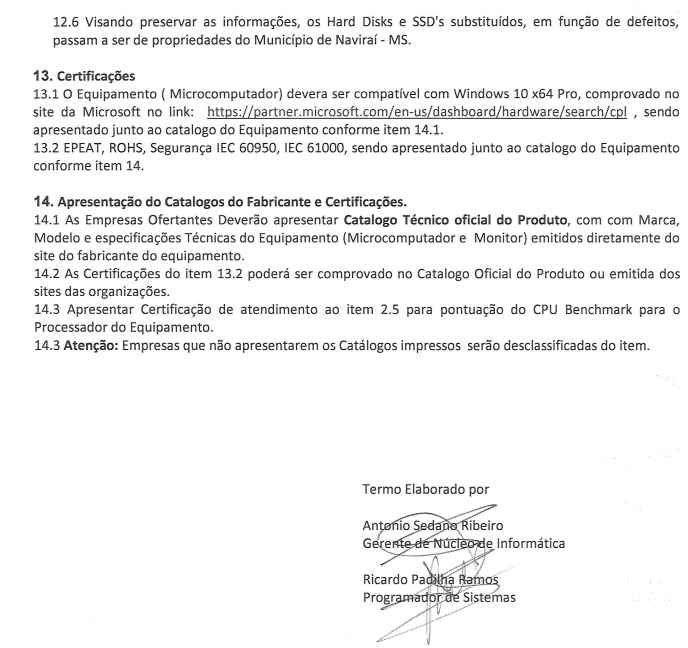 12.6 Visando preservar as informações, os Hard Disks e SSD's substituídos, em função de defeitos,
passam a ser de propriedades do Município de Naviraí - MS.
13. Certificações
13.1 O Equipamento ( Microcomputador) devera ser compatível com Windows 10 x64 Pro, comprovado no
site da Microsoft no link: https://partner.microsoft.com/en-us/dashboard/hardware/search/cpl , sendo
apresentado junto ao catalogo do Equipamento conforme item 14.1.
13.2 EPEAT, ROHS, Segurança IEC 60950, IEC 61000, sendo apresentado junto ao catalogo do Equipamento
conforme item 14.
14. Apresentação do Catalogos do Fabricante e Certificações.
14.1 As Empresas Ofertantes Deverão apresentar Catalogo Técnico oficial do Produto, com com Marca,
Modelo e especificações Técnicas do Equipamento (Microcomputador e Monitor) emitidos diretamente do
site do fabricante do equipamento.
14.2 As Certificações do item 13.2 poderá ser comprovado no Catalogo Oficial do Produto ou emitida dos
sites das organizações.
14.3 Apresentar Certificação de atendimento ao item 2.5 para pontuação do CPU Benchmark para o
Processador do Equipamento.
14.3 Atenção: Empresas que não apresentarem os Catálogos impressos serão desclassificadas do item.
Termo Elaborado por
Antonio Sedano Ribeiro
Gerente de Núcleo de Informática
Ricardo Padilha Ramos
Programador de Sistemas